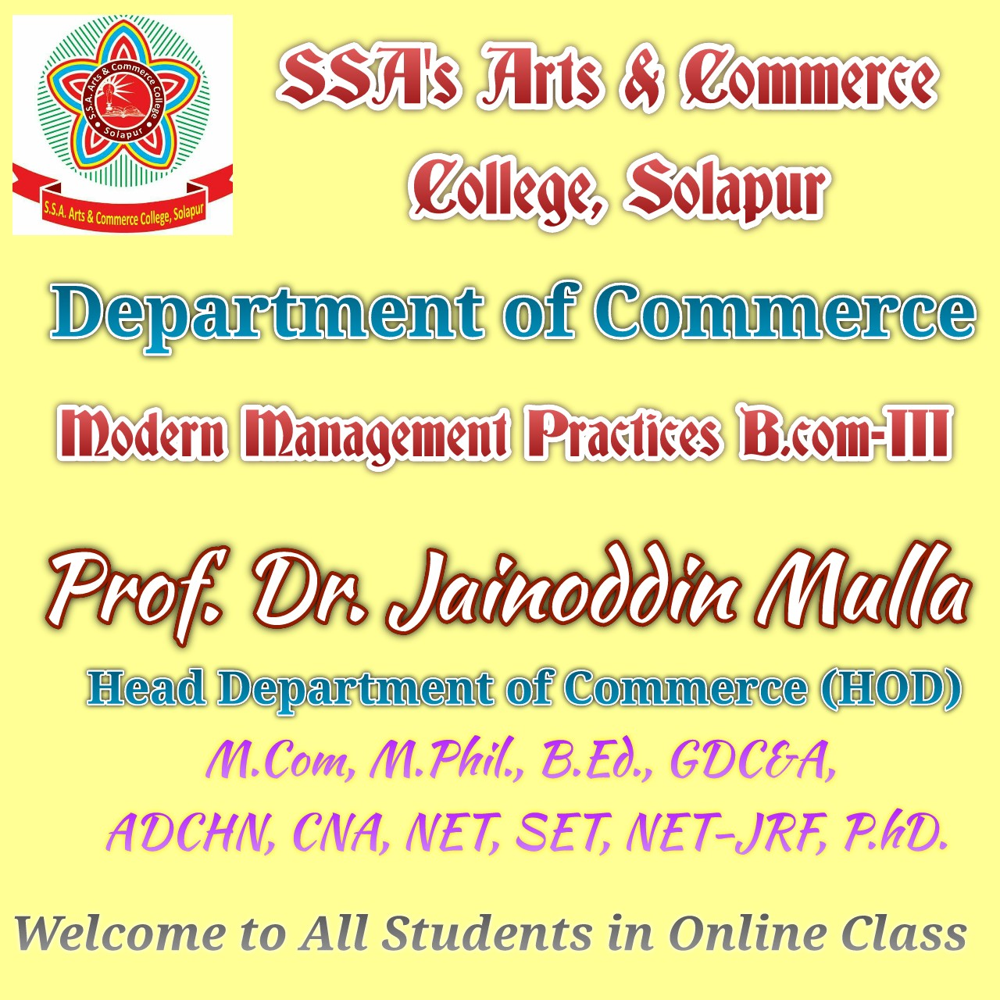 S.S.A. Arts & Commerce College
Solapur
S.S.A. Arts & Commerce College, Solapur
SSA's Arts & Commerce
College, Solapur
Department of Commerce
Modern Management Practices B.com-III
Prof. Dr. Jainoddin Mulla
Head Department of Commerce (HOD)
M.Com, M.Phil., B.Ed., GDC&A,
ADCHN, CNA, NET, SET, NET-JRF, P.hD.
Welcome to All Students in Online Class